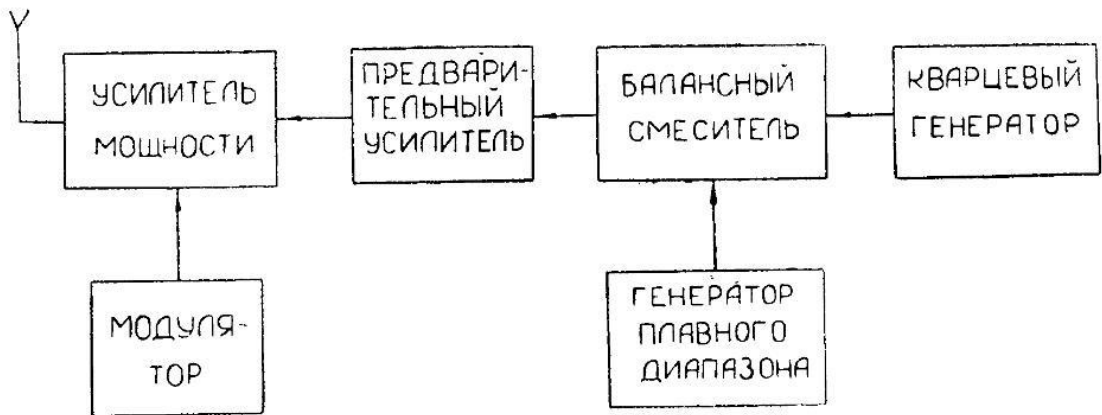 УСИЛИТЕЛЬ
МОЩНОСТИ
ПРЕДВАРИ-
ТЕЛЬНЫЙ
УСИЛИТЕЛЬ
БАЛАНСНЫЙ
СМЕСИТЕЛЬ
КВАРЦЕВЫЙ
ГЕНЕРАТОР
МОДУЛЯ-
ТОР
ГЕНЕРАТОР
ПЛАВНОГО
ДИАПАЗОНА